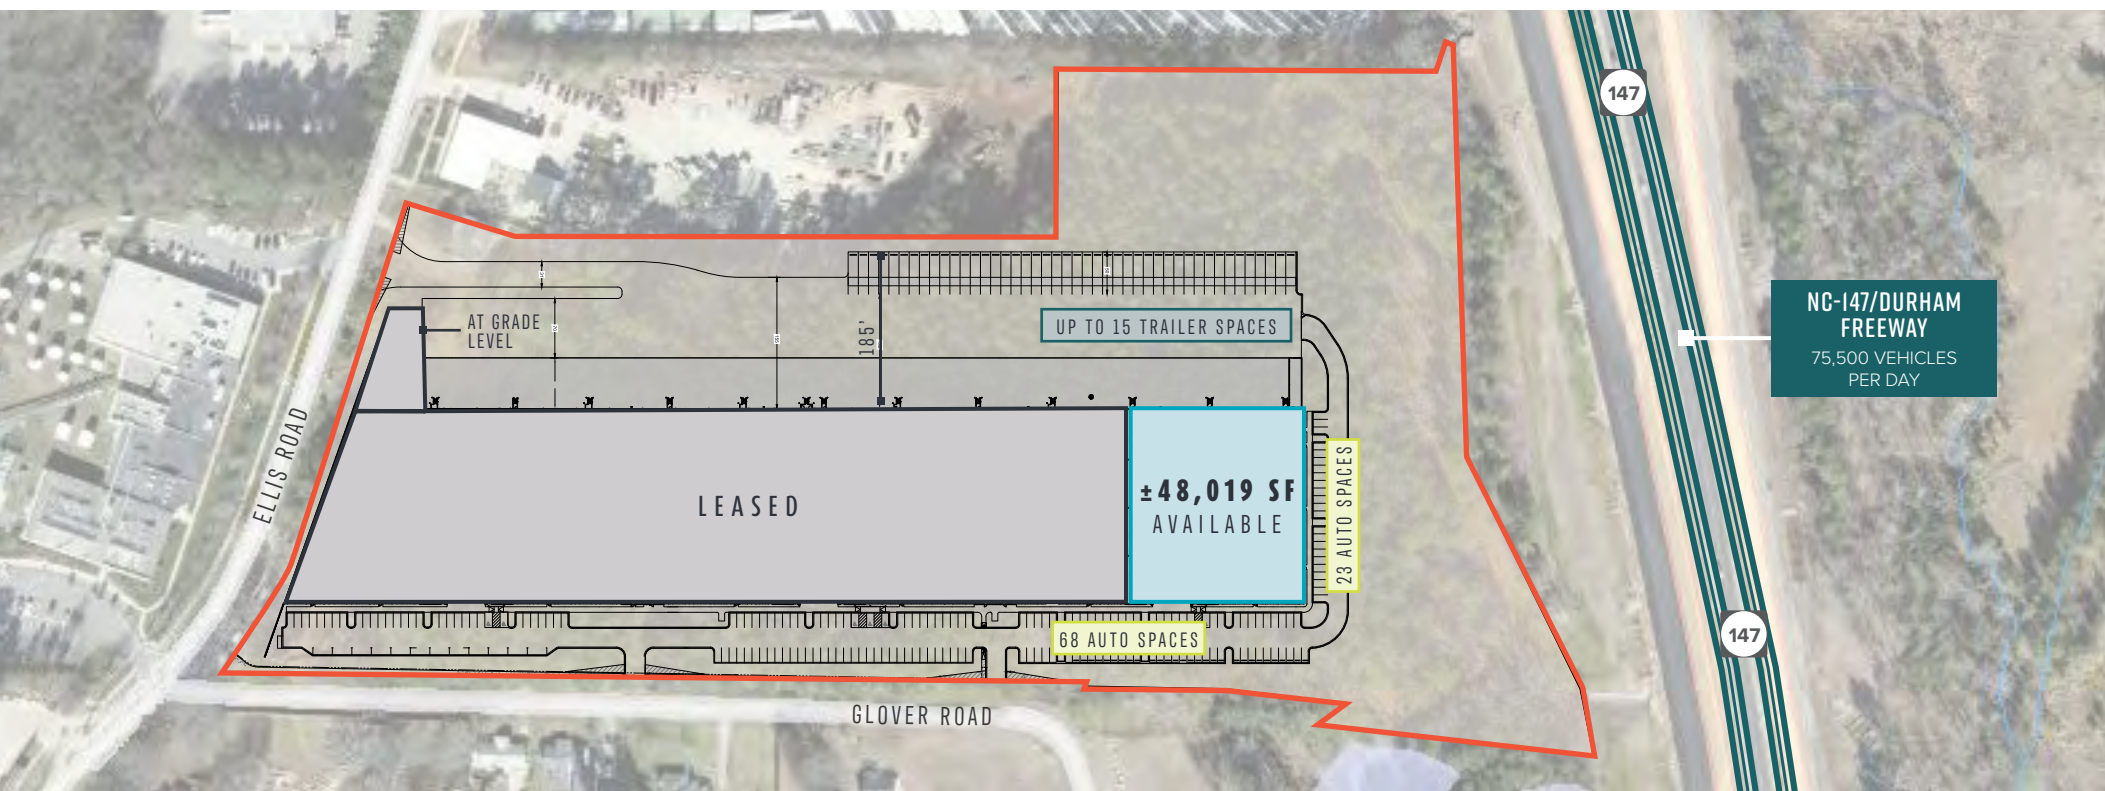 147
NC-147/DURHAM
FREEWAY
75,500 VEHICLES
PER DAY
AT GRADE
LEVEL
185'
UP TO 15 TRAILER SPACES
ELLIS ROAD
LEASED
±48,019 SF
AVAILABLE
23 AUTO SPACES
68 AUTO SPACES
147
GLOVER ROAD